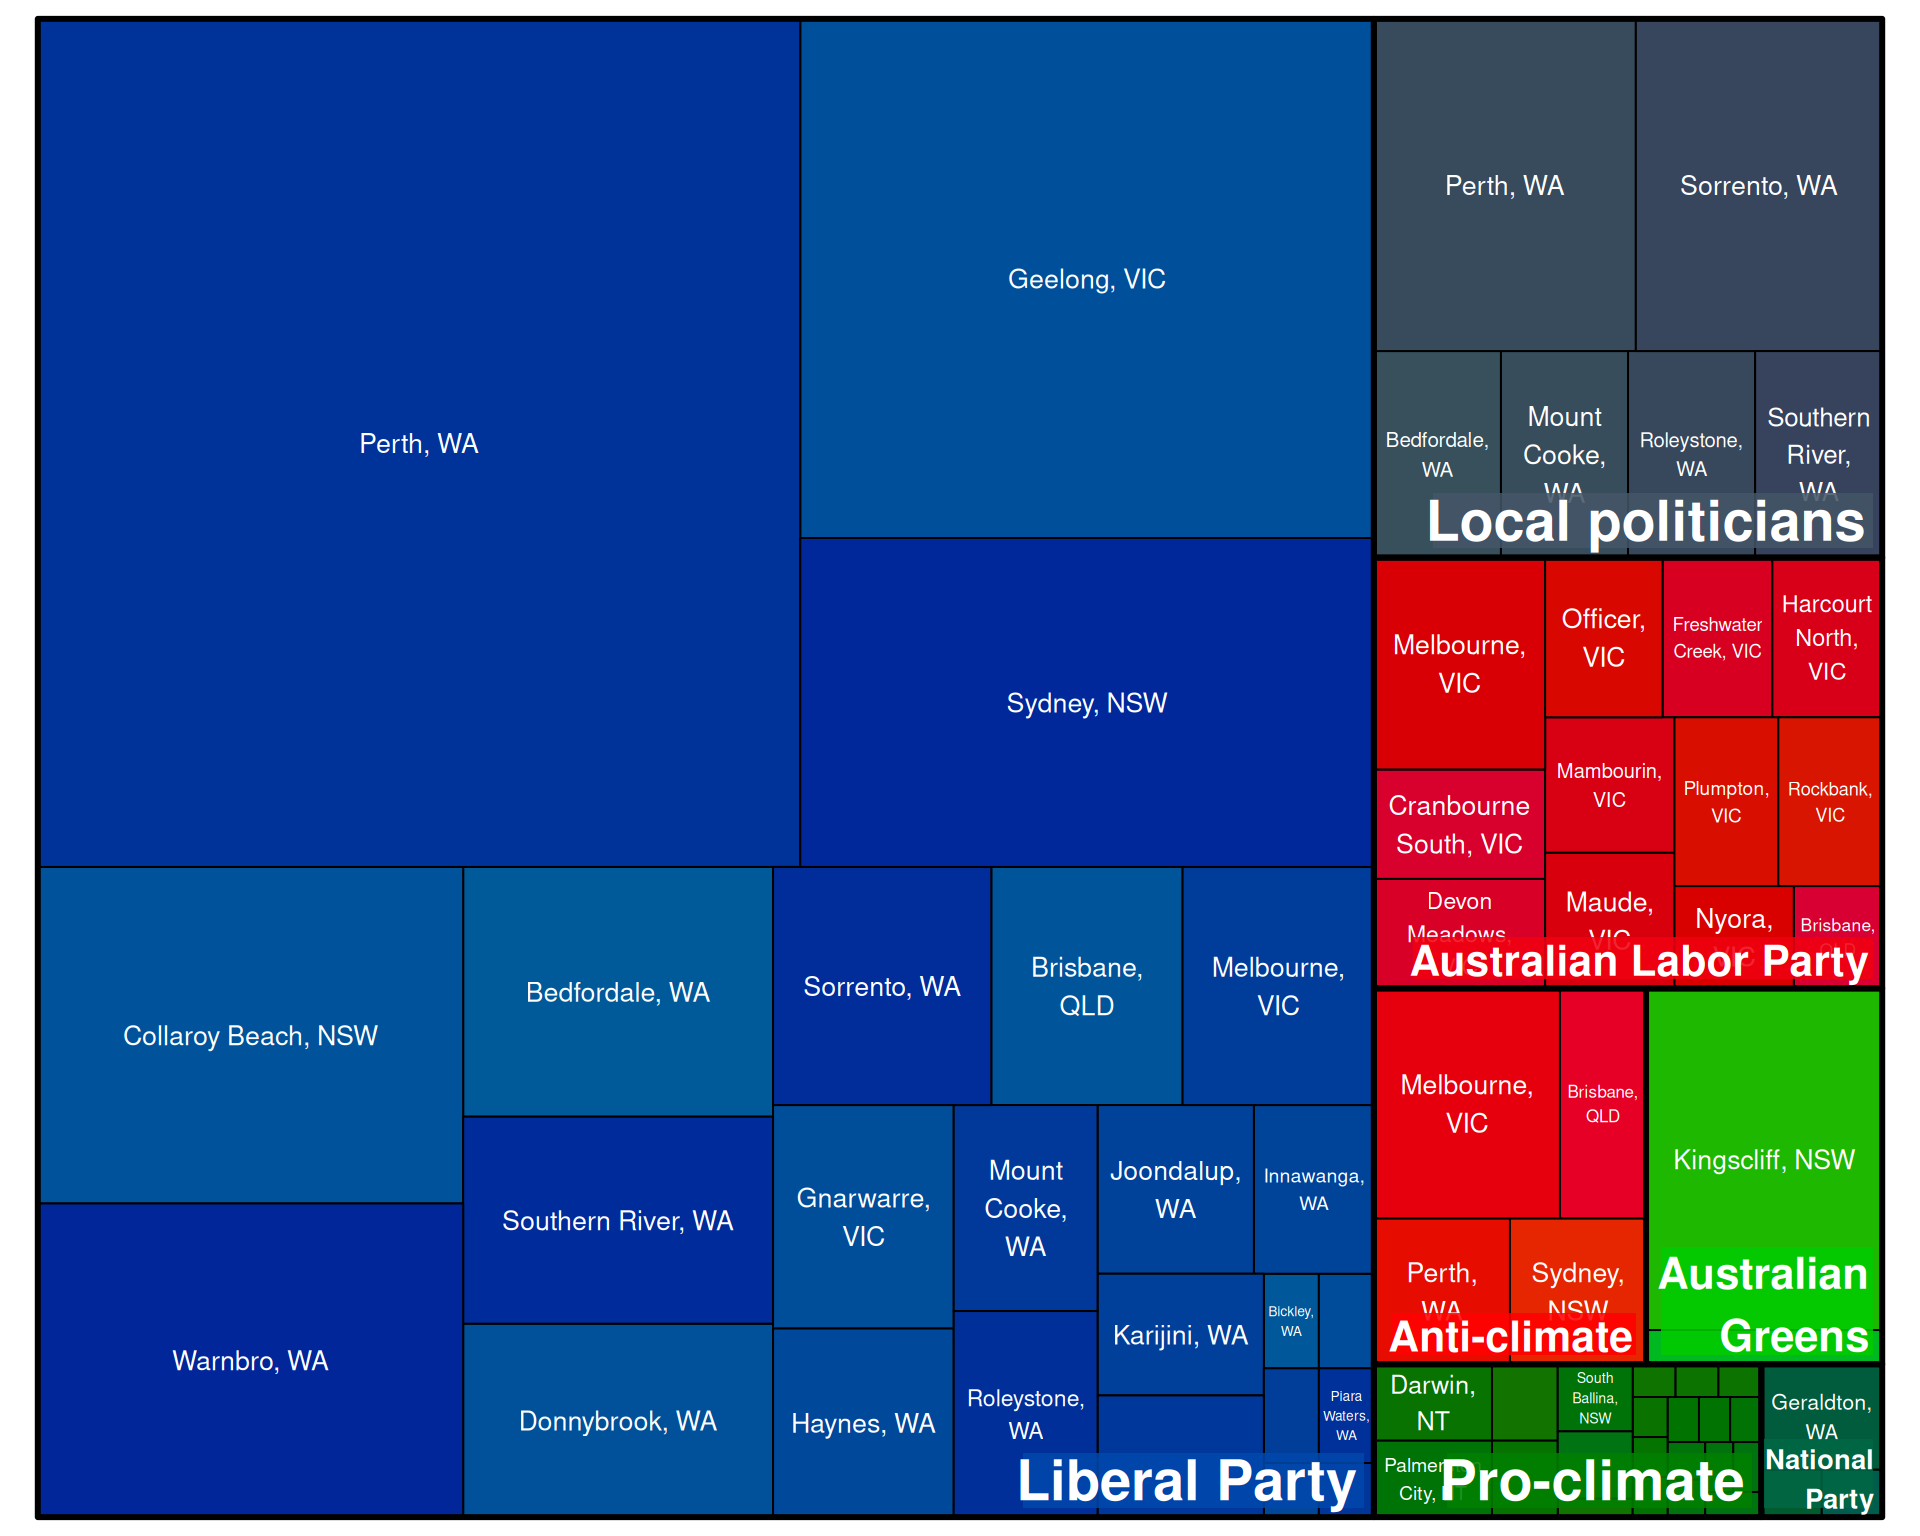 Perth, WA
Geelong, VIC
Sydney, NSW
Collaroy Beach, NSW
Warnbro, WA
Bedfordale, WA
Southern River, WA
Donnybrook, WA
Sorrento, WA
Brisbane,
QLD
Melbourne,
VIC
Gnarwarre,
VIC
Haynes, WA
Mount
Cooke,
WA
Roleystone,
WA
Joondalup,
WA
Innawanga,
WA
Karijini, WA
Bickley,
WA
Piara
Waters,
WA
Liberal Party
Perth, WA
Sorrento, WA
Bedfordale,
WA
Mount
Cooke,
WA
Roleystone,
WA
Southern
River,
WA
Local politicians
Melbourne,
VIC
Officer,
VIC
Freshwater
Creek, VIC
Harcourt
North,
VIC
Cranbourne
South, VIC
Mambourin,
VIC
Plumpton,
VIC
Rockbank,
VIC
Devon
Meadows,
Maude,
VIC
Nyora,
VIC
Brisbane,
QLD
Australian Labor Party
Melbourne,
VIC
Brisbane,
QLD
Perth,
WA
Sydney,
NSW
Anti-climate
Kingscliff, NSW
Australian
Greens
Darwin,
NT
South
Ballina,
NSW
City,
Pro-climate
Geraldton,
WA
National
Party